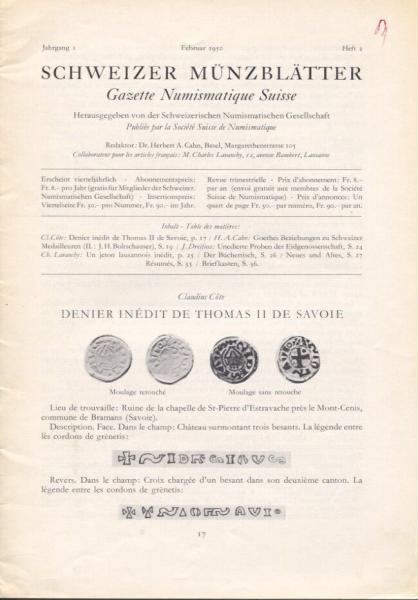 Jahrgang 1 Februar 1950 Heft 2
SCHWEIZER MÜNZBLÄTTER
Gazette Numismatique Suisse
Herausgegeben von der Schweizerischen Numismatischen Gesellschaft
Publiée par la Société Suisse de Numismatique
Redaktor: Dr. Herbert A. Cahn, Basel, Margarethenstrasse 105
Collaborateur pour les articles français: M. Charles Lavanchy, avenue Rambert, Lausanne
Erscheint vierteljährlich · Abonnementspreis:
Fr. 8.– pro Jahr (gratis für Mitglieder der Schweizer.
Numismatischen Gesellschaft) · Insertionspreis:
Viertelseite Fr. 50.– pro Nummer, Fr. 90.– im Jahr.
Revue trimestrielle · Prix d'abonnement: Fr. 8.–
par an (envoi gratuit aux membres de la Société
Suisse de Numismatique) · Prix d'annonces: Un
quart de page Fr. 50.– par numéro, Fr. 90.– par an.
Inhalt - Table des matières:
Cl. Côte: Denier inédit de Thomas II de Savoie, p. 17 / H. A. Cahn: Goethes Beziehungen zu Schweizer
Medailleuren (II.: J. H. Boltschauser), S. 19 / J. Dreifuss: Unedierte Proben der Eidgenossenschaft, S. 24
Ch. Lavanchy: Un jeton lausannois inédit, p. 25 / Der Büchertisch, S. 26 / Neues und Altes, S. 27
Résumés, S. 35 / Briefkasten, S. 36.
Claudius Côte
DENIER INÉDIT DE THOMAS II DE SAVOIE
Moulage retouché Moulage sans retouche
Lieu de trouvaille: Ruine de la chapelle de St-Pierre d'Estravache près le Mont-Cenis,
commune de Bramans (Savoie).
Description. Face. Dans le champ: Château surmontant trois besants. La légende entre
les cordons de grènetis:
Revers. Dans le champ: Croix chargée d'un besant dans son deuxième canton. La
légende entre les cordons de grènetis:
17